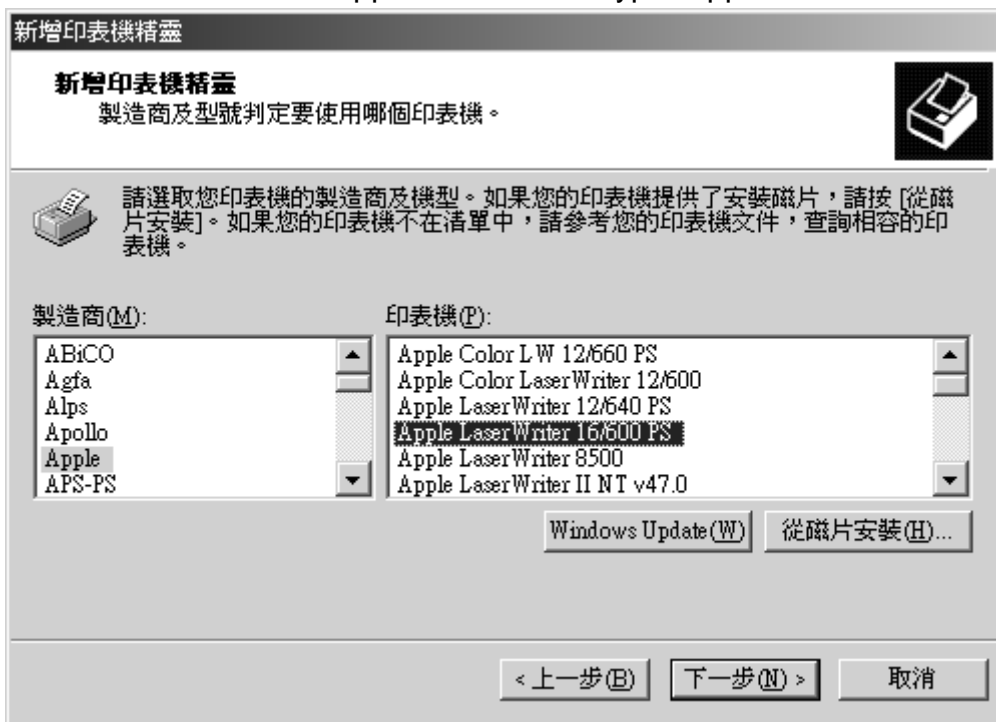 新增印表機精靈
新增印表機精靈
製造商及型號判定要使用哪個印表機。
請選取您印表機的製造商及機型。如果您的印表機提供了安裝磁片，請按 [從磁
片安裝]。如果您的印表機不在清單中，請參考您的印表機文件，查詢相容的印
表機。
製造商(M):
印表機(P):
ABiCO
Agfa
Alps
Apollo
Apple
APS-PS
Apple Color LW 12/660 PS
Apple Color LaserWriter 12/600
Apple LaserWriter 12/640 PS
Apple LaserWriter 16/600 PS
Apple LaserWriter 8500
Apple LaserWriter II NT v47.0
Windows Update(W)
從磁片安裝(H)...
< 上一步(B)
下一步(N) >
取消